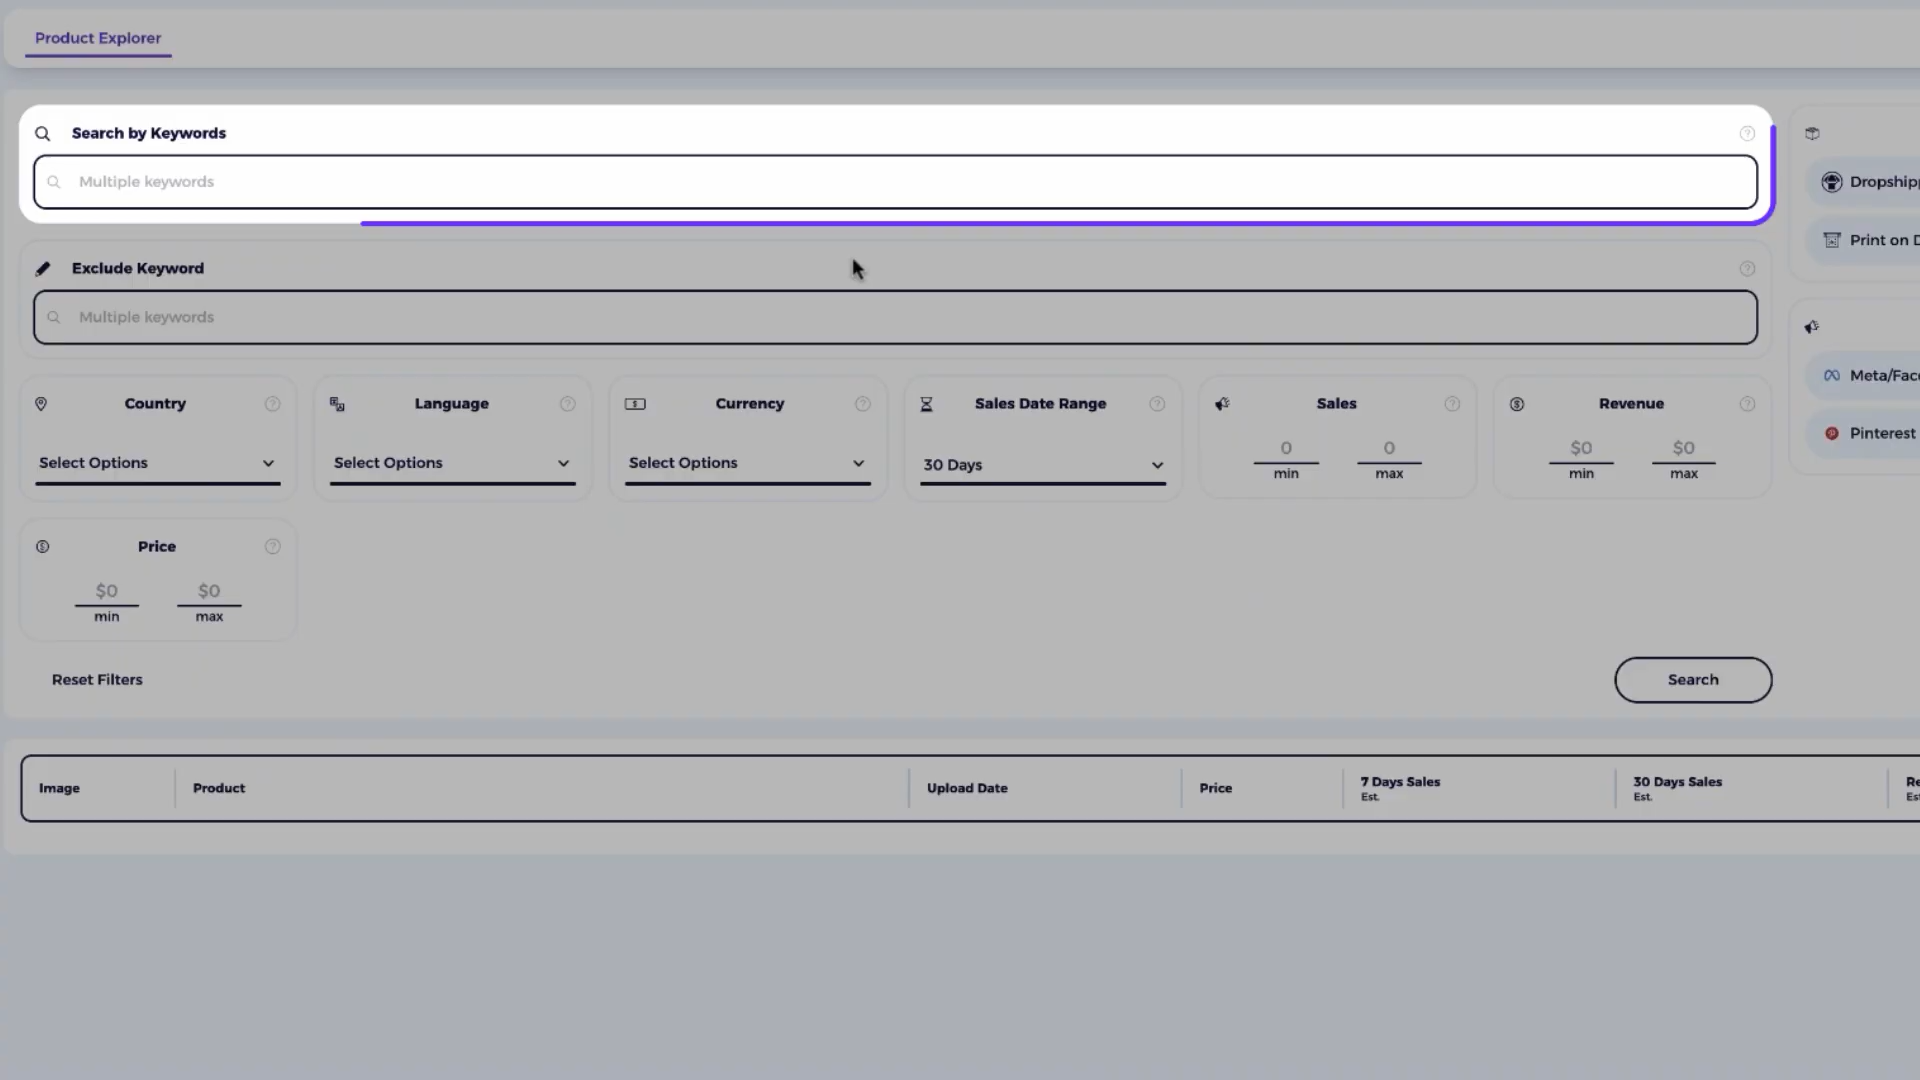 Product Explorer
Search by Keywords
Multiple keywords
Exclude Keyword
Multiple keywords
Country
Select Options
Language
Select Options
Currency
Select Options
Sales Date Range
30 Days
Sales
0 0
min max
Revenue
$0 $0
min max
Price
$0 $0
min max
Dropshipp
Print on D
Meta/Fac
Pinterest
Reset Filters
Search
Image
Product
Upload Date
Price
7 Days Sales
Est.
30 Days Sales
Est.
Re
Es